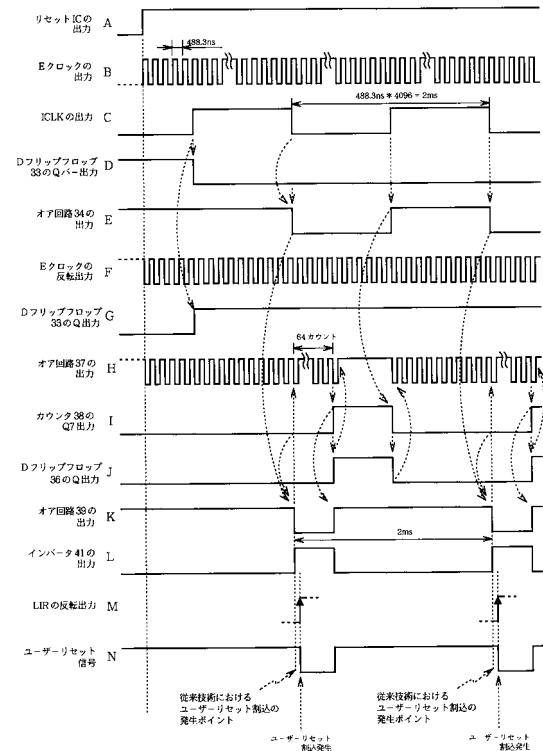 リセットICの
出力 A
488.3ns
Eクロックの
出力 B
488.3ns * 4096 = 2ms
ICLKの出力 C
Dフリップフロップ
33のQバー出力 D
オア回路34の
出力 E
Eクロックの
反転出力 F
Dフリップフロップ
33のQ出力 G
64カウント
オア回路37の
出力 H
カウンタ38の
Q7出力 I
Dフリップフロップ
36のQ出力 J
オア回路39の
出力 K
2ms
インバータ41の
出力 L
LIRの反転出力 M
ユーザーリセット
信号 N
従来技術における
ユーザリセット割込の
発生ポイント
従来技術における
ユーザリセット割込の
発生ポイント
ユーザーリセット
割込発生
ユーザーリセット
割込発生